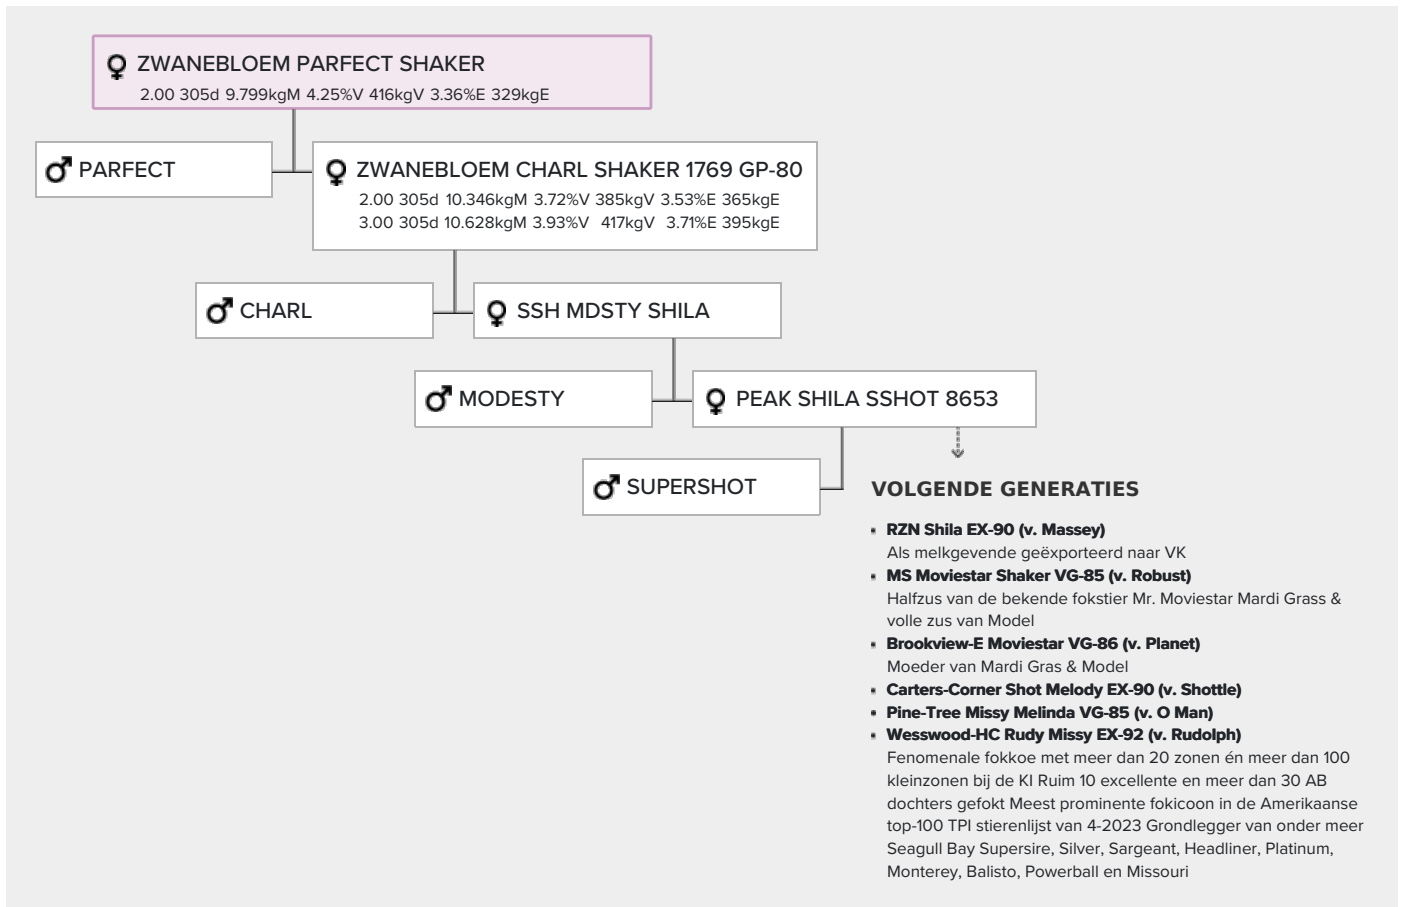 ZWANEBLOEM PARFECT SHAKER
2.00 305d 9.799kgM 4.25%V 416kgV 3.36%E 329kgE
PARFECT
ZWANEBLOEM CHARL SHAKER 1769 GP-80
2.00 305d 10.346kgM 3.72%V 385kgV 3.53%E 365kgE
3.00 305d 10.628kgM 3.93%V 417kgV 3.71%E 395kgE
CHARL
SSH MDSTY SHILA
MODESTY
PEAK SHILA SSHOT 8653
SUPERSHOT
VOLGENDE GENERATIES
RZN Shila EX-90 (v. Massey)
Als melkgevende geëxporteerd naar VK
MS Moviestar Shaker VG-85 (v. Robust)
Halfzus van de bekende fokstier Mr. Moviestar Mardi Grass &
volle zus van Model
Brookview-E Moviestar VG-86 (v. Planet)
Moeder van Mardi Gras & Model
Carters-Corner Shot Melody EX-90 (v. Shottle)
Pine-Tree Missy Melinda VG-85 (v. O Man)
Wesswood-HC Rudy Missy EX-92 (v. Rudolph)
Fenomenale fokkoe met meer dan 20 zonen én meer dan 100
kleinzonen bij de KI Ruim 10 excellente en meer dan 30 AB
dochters gefokt Meest prominente fokicoon in de Amerikaanse
top-100 TPI stierenlijst van 4-2023 Grondlegger van onder meer
Seagull Bay Supersire, Silver, Sargeant, Headliner, Platinum,
Monterey, Balisto, Powerball en Missouri